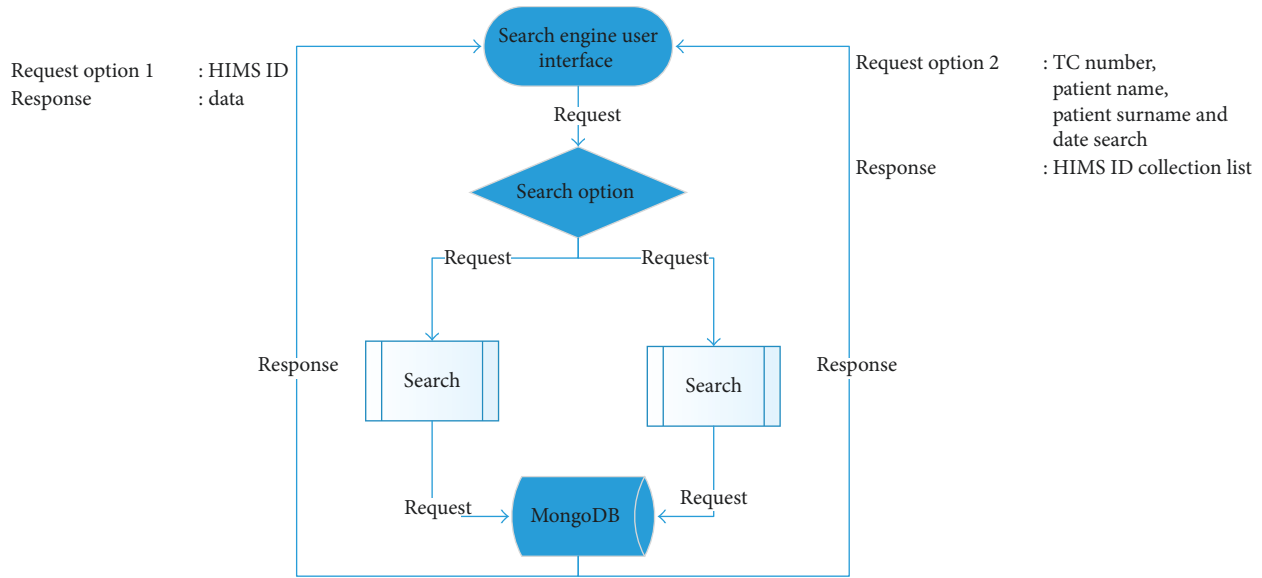 Search engine user
interface
Request option 1 : HIMS ID
Response : data
Request option 2 : TC number,
patient name,
patient surname and
date search
Response : HIMS ID collection list
Request
Search option
Request
Request
Response
Search
Search
Response
Request
MongoDB
Request